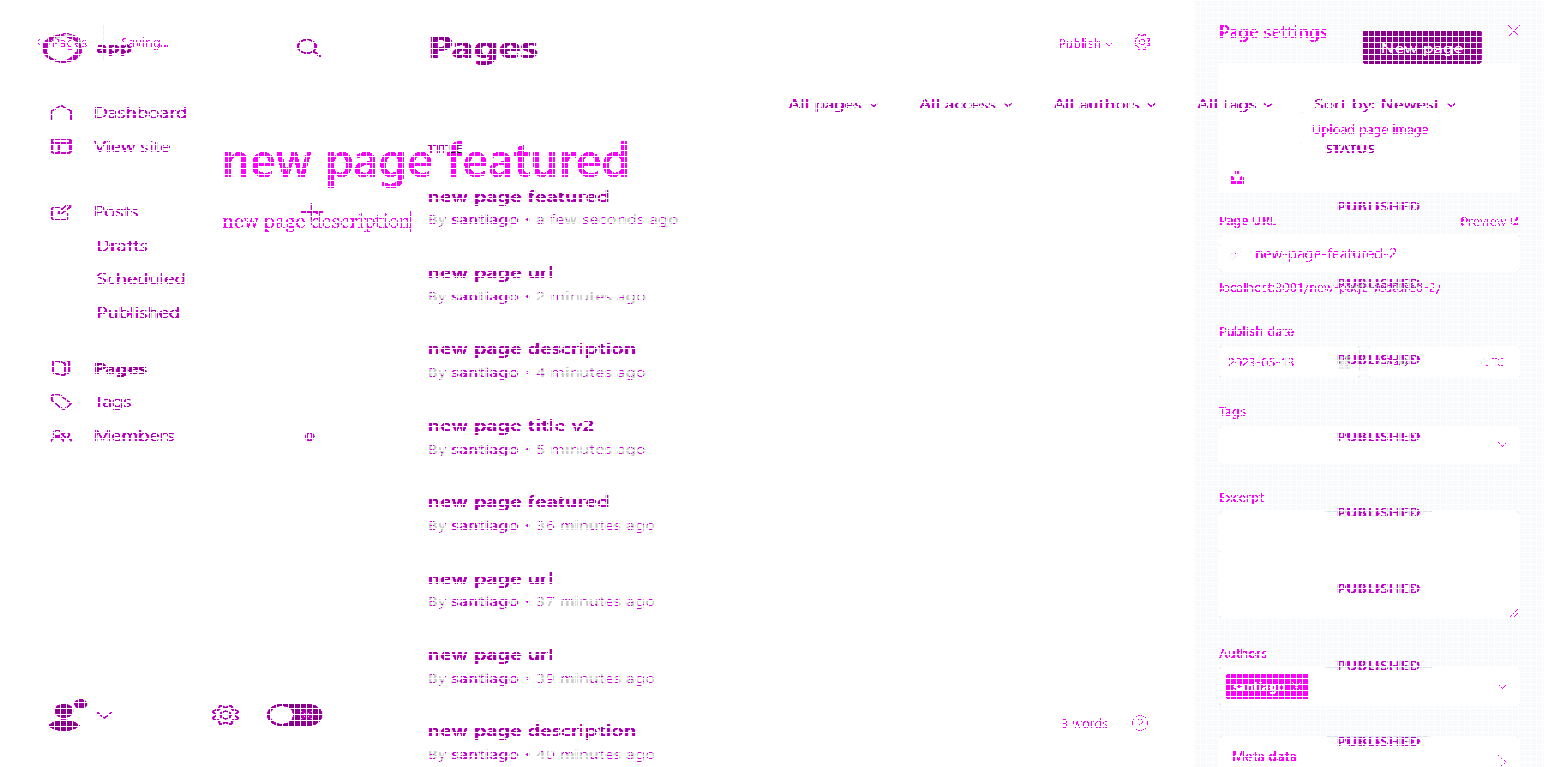 Pages Saving...
app
Pages
Publish
Page settings
New page
Dashboard
All pages
All access
All authors
All tags
Sort by: Newest
Upload page image
View site
TITLE
STATUS
new page featured
new page featured
PUBLISHED
Posts
By santiago • a few seconds ago
new page description
Page URL
Preview
Drafts
new-page-featured-2
new page url
Scheduled
PUBLISHED
localhost:3001/new-page-featured-2/
By santiago • 2 minutes ago
Published
Publish date
new page description
PUBLISHED
Pages
2023-05-13
By santiago • 4 minutes ago
Tags
Tags
new page title v2
PUBLISHED
Members
By santiago • 5 minutes ago
new page featured
Excerpt
PUBLISHED
By santiago • 36 minutes ago
new page url
PUBLISHED
By santiago • 37 minutes ago
new page url
Authors
PUBLISHED
By santiago • 39 minutes ago
santiago
3 words
new page description
PUBLISHED
By santiago • 40 minutes ago
Meta data